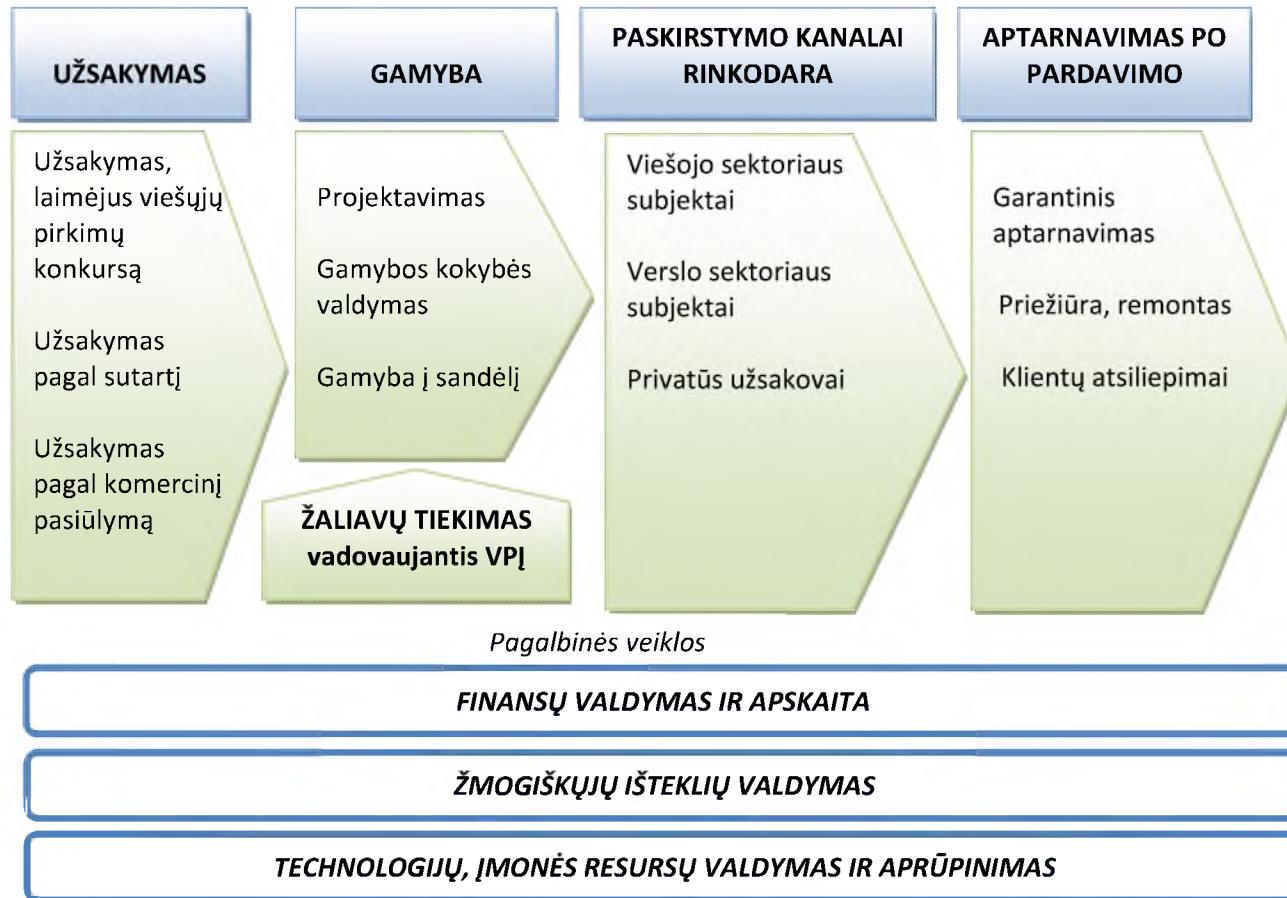 UŽSAKYMAS
Užsakymas,
laimėjus viešųjų
pirkimų
konkursą
Užsakymas
pagal sutartį
Užsakymas
pagal komercinį
pasiūlymą
GAMYBA
Projektavimas
Gamybos kokybės
valdymas
Gamyba į sandėlį
ŽALIAVŲ TIEKIMAS
vadovaujantis VPĮ
PASKIRSTYMO KANALAI
RINKODARA
Viešojo sektoriaus
subjektai
Verslo sektoriaus
subjektai
Privatūs užsakovai
APTARNAVIMAS PO
PARDAVIMO
Garantinis
aptarnavimas
Priežiūra, remontas
Klientų atsiliepimai
Pagalbinės veiklos
FINANSŲ VALDYMAS IR APSKAITA
ŽMOGIŠKŲJŲ IŠTEKLIŲ VALDYMAS
TECHNOLOGIJŲ, ĮMONĖS RESURSŲ VALDYMAS IR APRŪPINIMAS